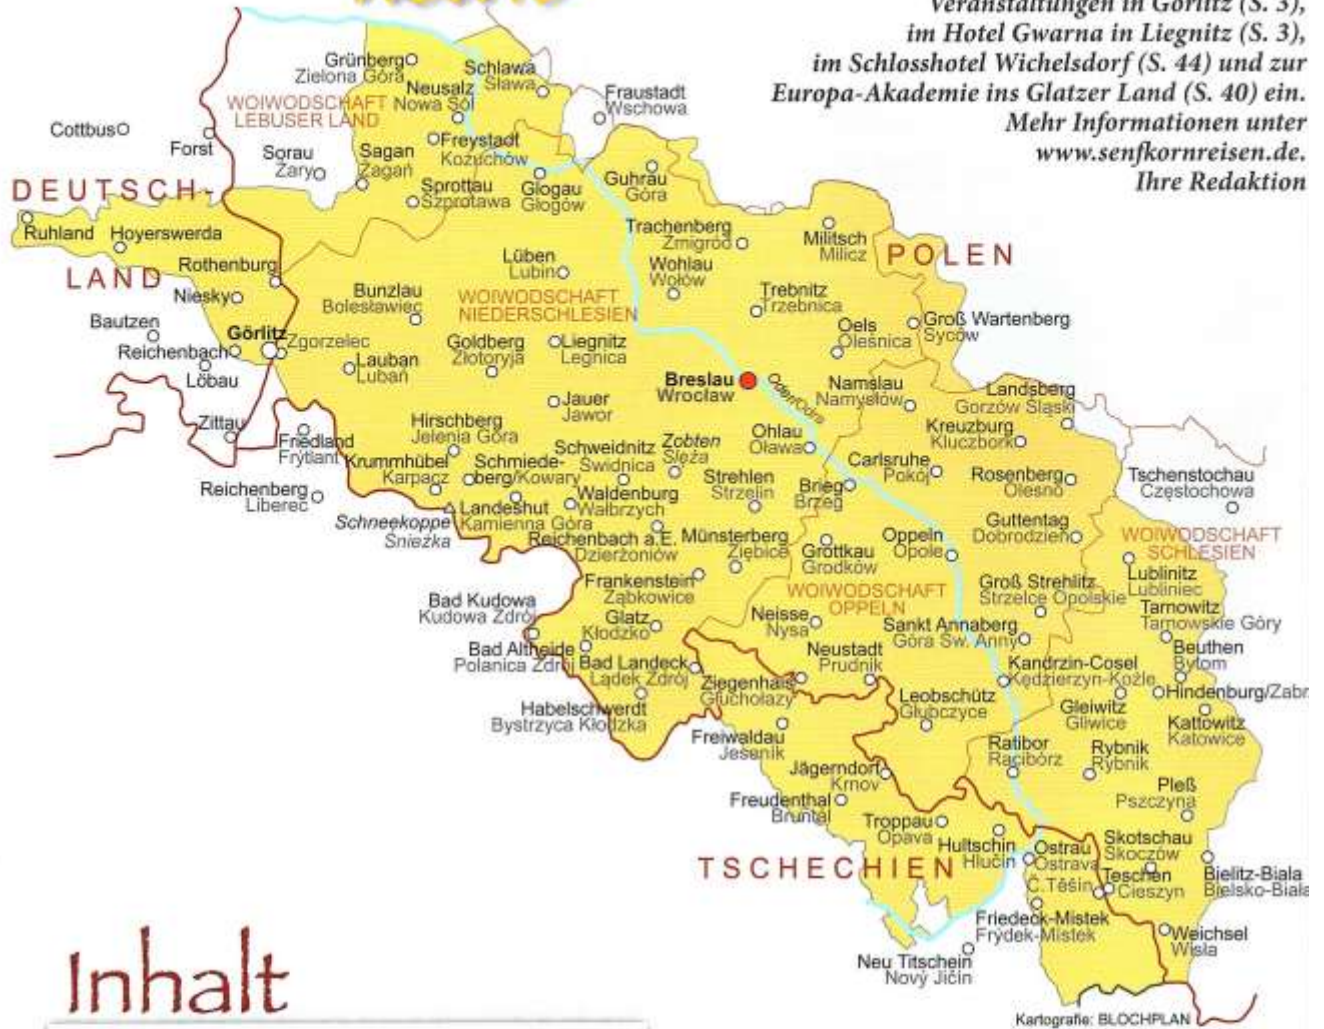 Veranstaltungen in Görlitz (S. 3),
im Hotel Gwarna in Liegnitz (S. 3),
im Schlosshotel Wichelsdorf (S. 44) und zur
Europa-Akademie ins Glatzer Land (S. 40) ein.
Mehr Informationen unter
www.senfkornreisen.de.
Ihre Redaktion
Grünberg
Zielona Góra
Schlawa
Sława
Neusalz
Nowa Sól
Fraustadt
Wschowa
WOIWODSCHAFT
LEBUSER LAND
Cottbus
Forst
Sorau
Żary
Sagan
Żagań
Freystadt
Kożuchów
Sprottau
Szprotawa
Glogau
Głogów
Guhrau
Góra
DEUTSCH-
LAND
Ruhland
Hoyerswerda
Rothenburg
Niesky
Bautzen
Reichenbach
Löbau
Görlitz
Zgorzelec
Zittau
Trachenberg
Żmigród
Militsch
Milicz
POLEN
Lüben
Lubin
Wohlau
Wołów
Bunzlau
Bolesławiec
WOIWODSCHAFT
NIEDERSCHLESIEN
Trebnitz
Trzebnica
Oels
Oleśnica
Groß Wartenberg
Syców
Goldberg
Złotoryja
Liegnitz
Legnica
Lauban
Lubań
Breslau
Wrocław
Oder/Odra
Namslau
Namysłów
Landsberg
Gorzów Śląski
Jauer
Jawor
Kreuzburg
Kluczbork
Hirschberg
Jelenia Góra
Friedland
Frýtlant
Krummhübel
Karpacz
Schmiede-
berg/Kowary
Schweidnitz
Świdnica
Zobten
Ślęża
Ohlau
Oława
Carlsruhe
Pokój
Rosenberg
Olesno
Tschenstochau
Częstochowa
Reichenberg
Liberec
Strehlen
Strzelin
Brieg
Brzeg
Waldenburg
Wałbrzych
Landeshut
Kamienna Góra
Schneekoppe
Śnieżka
Reichenbach a.E.
Dzierżoniów
Münsterberg
Ziębice
Grottkau
Grodków
Oppeln
Opole
Guttentag
Dobrodzień
WOIWODSCHAFT
SCHLESIEN
Lublinitz
Lubliniec
Frankenstein
Ząbkowice
WOIWODSCHAFT
OPPELN
Groß Strehlitz
Strzelce Opolskie
Tarnowitz
Tarnowskie Góry
Bad Kudowa
Kudowa Zdrój
Glatz
Kłodzko
Neisse
Nysa
Sankt Annaberg
Góra Św. Anny
Beuthen
Bytom
Bad Altheide
Polanica Zdrój
Bad Landeck
Lądek Zdrój
Neustadt
Prudnik
Kandrzin-Cosel
Kędzierzyn-Koźle
Hindenburg/Zabr
Ziegenhals
Głuchołazy
Leobschütz
Głubczyce
Gleiwitz
Gliwice
Kattowitz
Katowice
Habelschwerdt
Bystrzyca Kłodzka
Freiwaldau
Jeseník
Ratibor
Racibórz
Rybnik
Rybnik
Jägerndorf
Krnov
Pleß
Pszczyna
Freudenthal
Bruntál
Troppau
Opava
Hultschin
Hlučín
Ostrau
Ostrava
Skotschau
Skoczów
TSCHECHIEN
Č.Těšín
Teschen
Cieszyn
Bielitz-Biala
Bielsko-Biała
Friedeck-Mistek
Frýdek-Mistek
Weichsel
Wisła
Neu Titschein
Nový Jičín
Inhalt
Kartografie: BLOCHPLAN